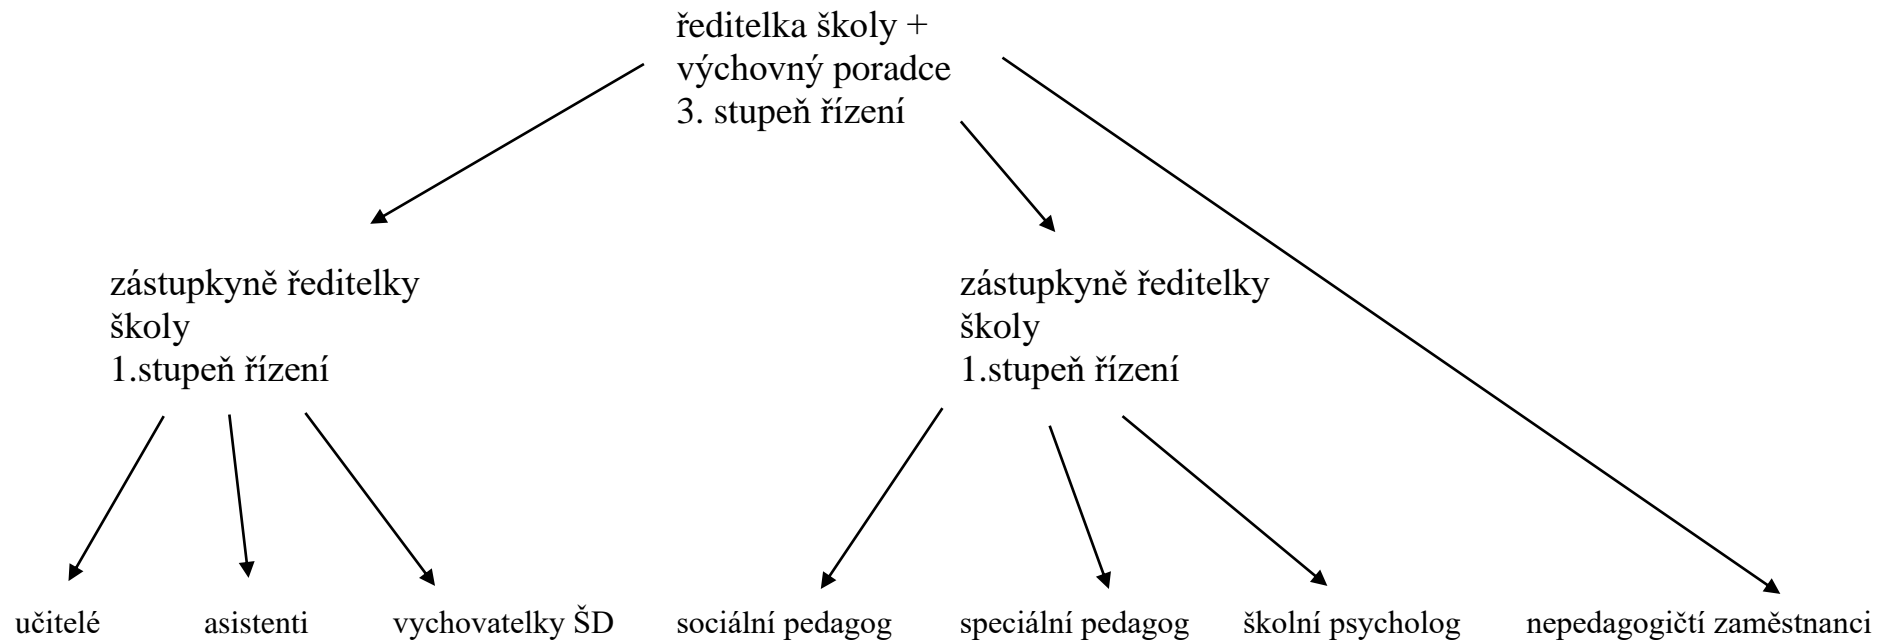 ředitelka školy +
výchovný poradce
3. stupeň řízení
zástupkyně ředitelky
školy
1.stupeň řízení
zástupkyně ředitelky
školy
1.stupeň řízení
učitelé
asistenti
vychovatelky ŠD
sociální pedagog
speciální pedagog
školní psycholog
nepedagogičtí zaměstnanci